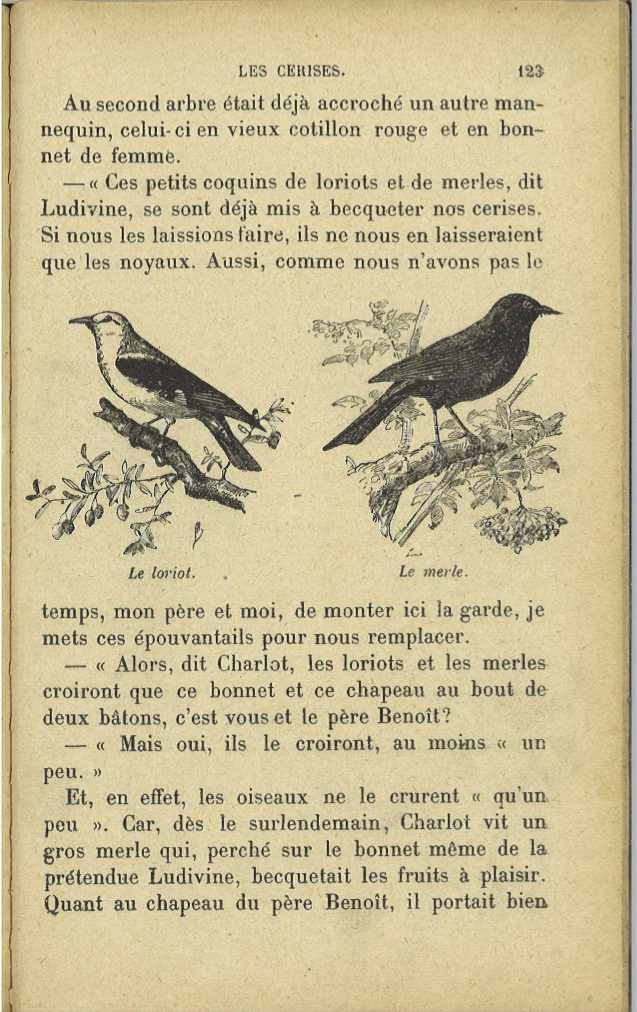 LES CERISES. 123
Au second arbre était déjà accroché un autre man-
nequin, celui-ci en vieux cotillon rouge et en bon-
net de femme.
— « Ces petits coquins de loriots et de merles, dit
Ludivine, se sont déjà mis à becqueter nos cerises.
Si nous les laissions faire, ils ne nous en laisseraient
que les noyaux. Aussi, comme nous n'avons pas le
Le loriot.
Le merle.
temps, mon père et moi, de monter ici la garde, je
mets ces épouvantails pour nous remplacer.
— « Alors, dit Charlot, les loriots et les merles
croiront que ce bonnet et ce chapeau au bout de
deux bâtons, c'est vous et le père Benoît?
— « Mais oui, ils le croiront, au moins « un
peu. »
Et, en effet, les oiseaux ne le crurent « qu'un
peu ». Car, dès le surlendemain, Charlot vit un
gros merle qui, perché sur le bonnet même de la
prétendue Ludivine, becquetait les fruits à plaisir.
Quant au chapeau du père Benoît, il portait bien